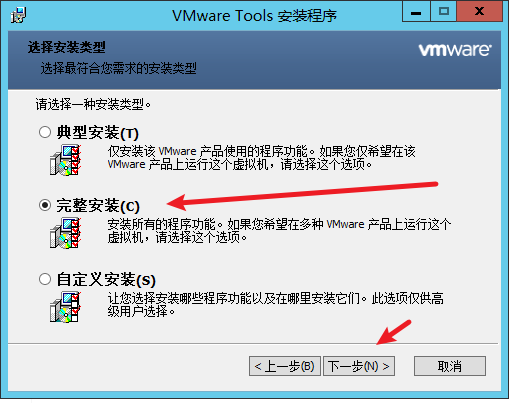 VMware Tools 安装程序
选择安装类型
选择最符合您需求的安装类型
vmware
请选择一种安装类型。
典型安装(T)
仅安装该 VMware 产品使用的程序功能。如果您仅希望在该
VMware 产品上运行这个虚拟机，请选择这个选项。
完整安装(C)
安装所有的程序功能。如果您希望在多种 VMware 产品上运行这个
虚拟机，请选择这个选项。
自定义安装(S)
让您选择安装哪些程序功能以及在哪里安装它们。此选项仅供高
级用户选择。
< 上一步(B) 下一步(N) > 取消